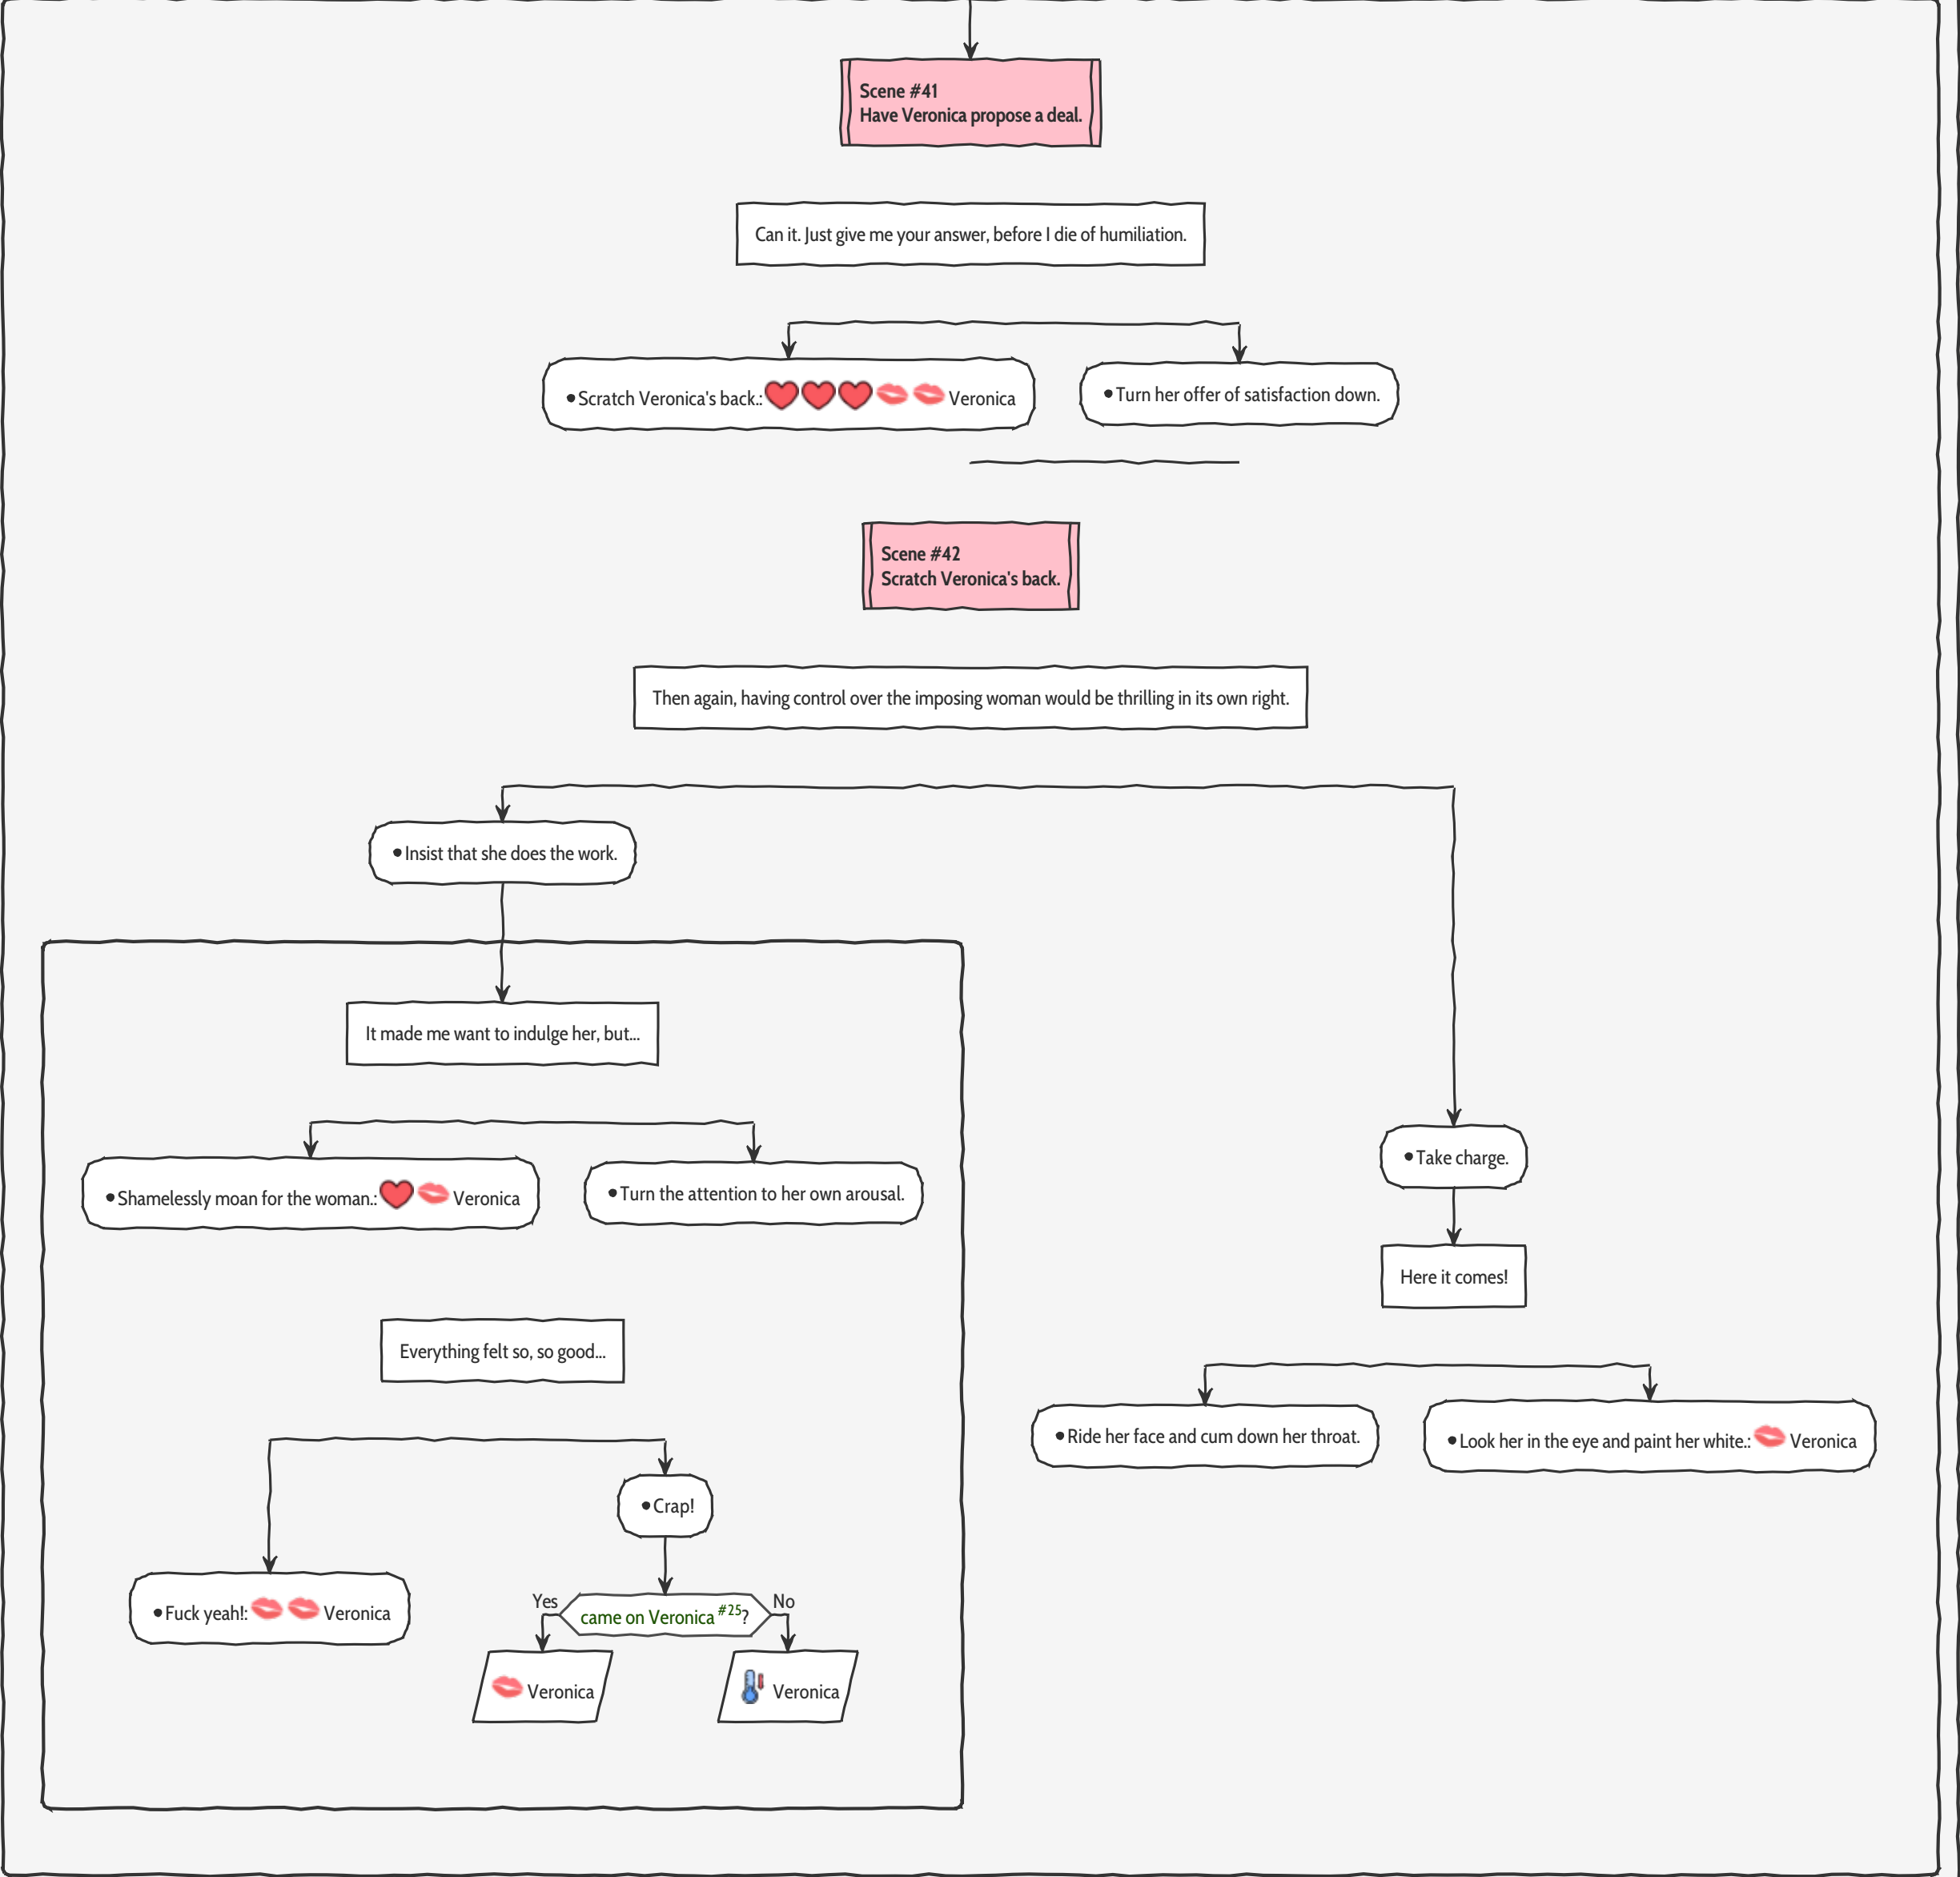 Scene #41
Have Veronica propose a deal.
Can it. Just give me your answer, before I die of humiliation.
•Scratch Veronica's back.: Veronica
•Turn her offer of satisfaction down.
Scene #42
Scratch Veronica's back.
Then again, having control over the imposing woman would be thrilling in its own right.
•Insist that she does the work.
It made me want to indulge her, but...
•Shamelessly moan for the woman.: Veronica
•Turn the attention to her own arousal.
•Take charge.
Here it comes!
Everything felt so, so good...
•Ride her face and cum down her throat.
•Look her in the eye and paint her white.: Veronica
•Crap!
•Fuck yeah!: Veronica
Yes
came on Veronica #25?
No
Veronica
Veronica